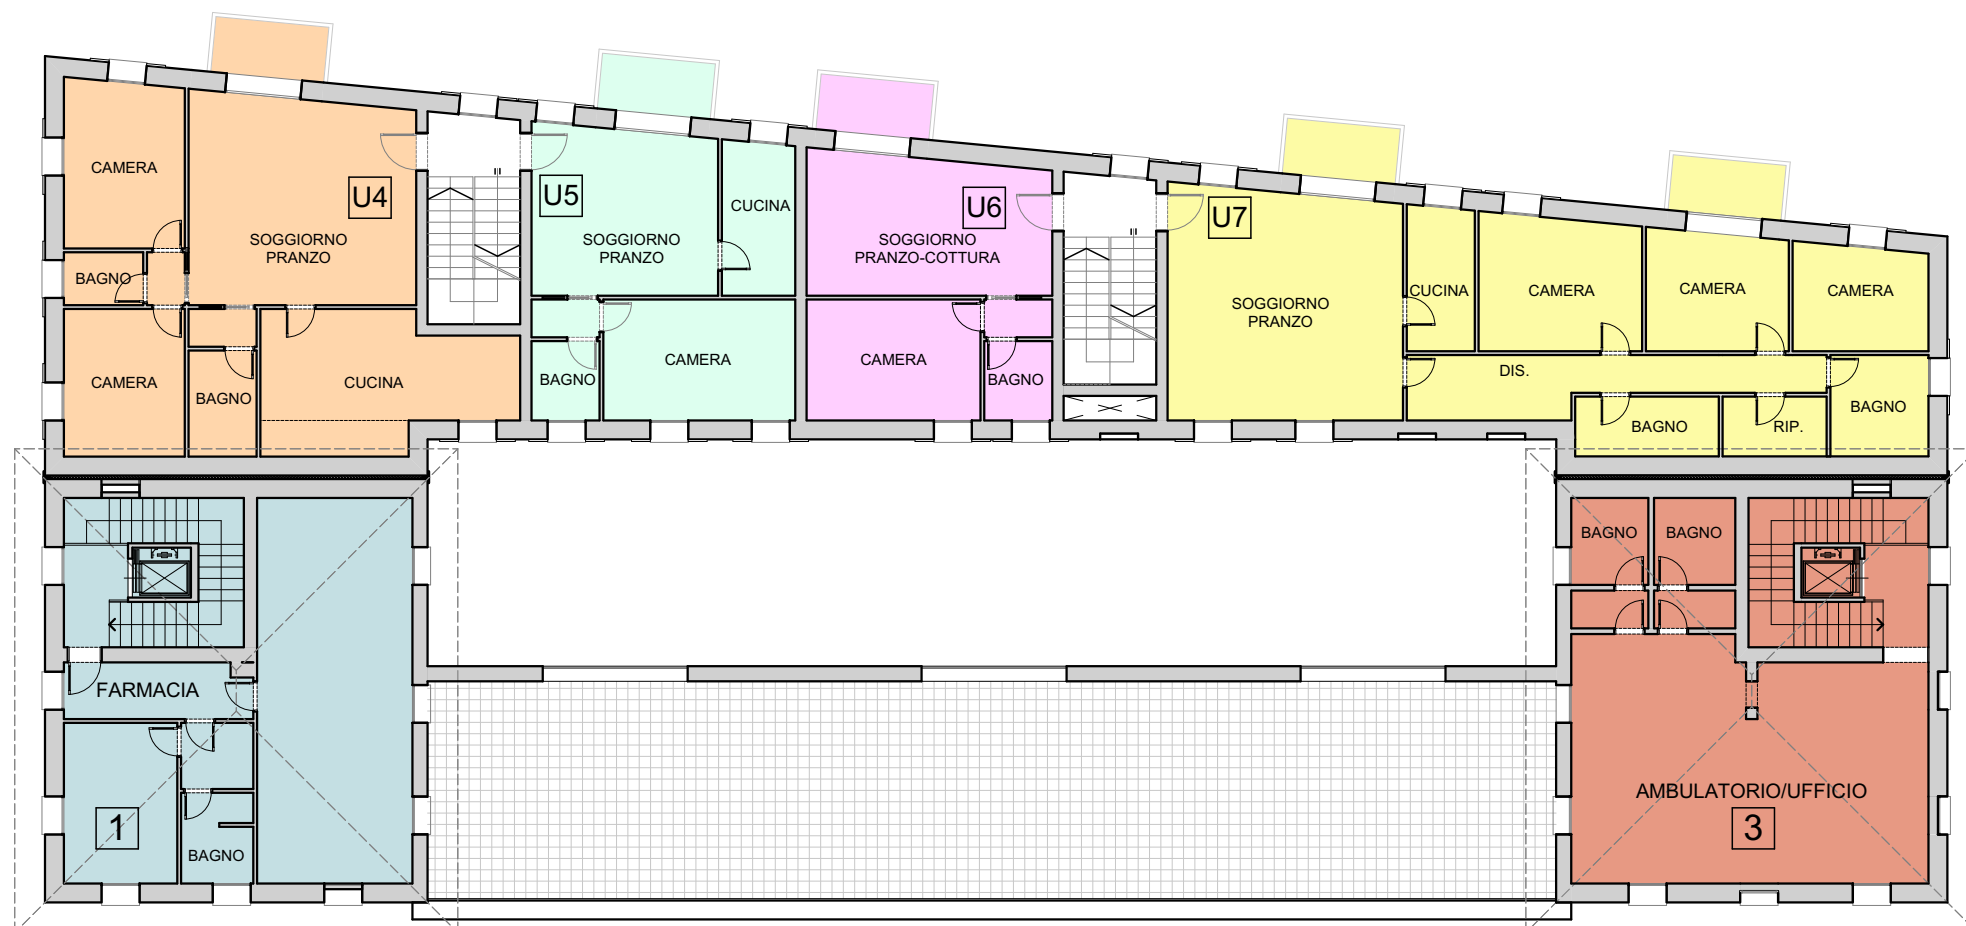 CAMERA
U4
SOGGIORNO
PRANZO
BAGNO
CAMERA
BAGNO
CUCINA
U5
CUCINA
SOGGIORNO
PRANZO
BAGNO
CAMERA
U6
SOGGIORNO
PRANZO-COTTURA
CAMERA
BAGNO
U7
SOGGIORNO
PRANZO
CUCINA
CAMERA
CAMERA
CAMERA
DIS.
BAGNO
RIP.
BAGNO
FARMACIA
1
BAGNO
BAGNO
BAGNO
AMBULATORIO/UFFICIO
3